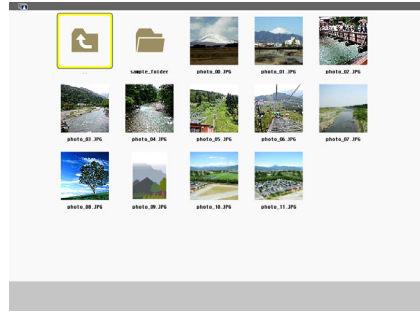 ..
sample_folder
photo_00.JPG
photo_01.JPG
photo_02.JPG
photo_03.JPG
photo_04.JPG
photo_05.JPG
photo_06.JPG
photo_07.JPG
photo_08.JPG
photo_09.JPG
photo_10.JPG
photo_11.JPG